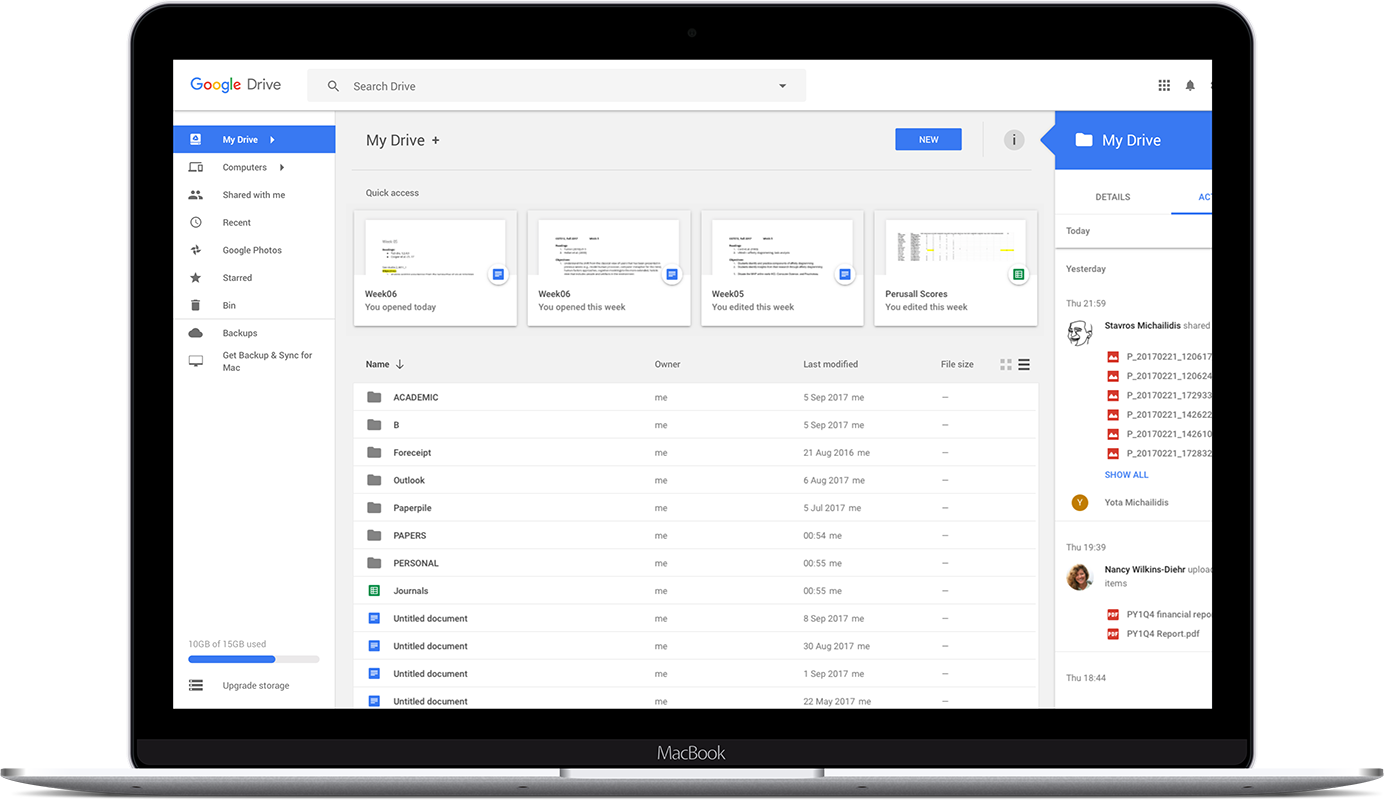 Google Drive
Search Drive
My Drive
Computers
Shared with me
Recent
Google Photos
Starred
Bin
Backups
Get Backup & Sync for
Mac
10GB of 15GB used
Upgrade storage
My Drive +
NEW
i
Quick access
Week06
You opened today
Week06
You opened this week
Week05
You edited this week
Perusall Scores
You edited this week
Name Owner Last modified File size
ACADEMIC me 5 Sep 2017 me —
B me 5 Sep 2017 me —
Foreceipt me 21 Aug 2016 me —
Outlook me 6 Aug 2017 me —
Paperpile me 5 Jul 2017 me —
PAPERS me 00:54 me —
PERSONAL me 00:55 me —
Journals me 00:55 me —
Untitled document me 8 Sep 2017 me —
Untitled document me 30 Aug 2017 me —
Untitled document me 1 Sep 2017 me —
Untitled document me 22 May 2017 me —
My Drive
DETAILS AC
Today
Yesterday
Thu 21:59
Stavros Michailidis shared
P_20170221_120617
P_20170221_120624
P_20170221_172933
P_20170221_142622
P_20170221_142610
P_20170221_172832
SHOW ALL
Y
Yota Michailidis
Thu 19:39
Nancy Wilkins-Diehr uploa
items
PDF PY1Q4 financial repo
PDF PY1Q4 Report.pdf
Thu 18:44
MacBook